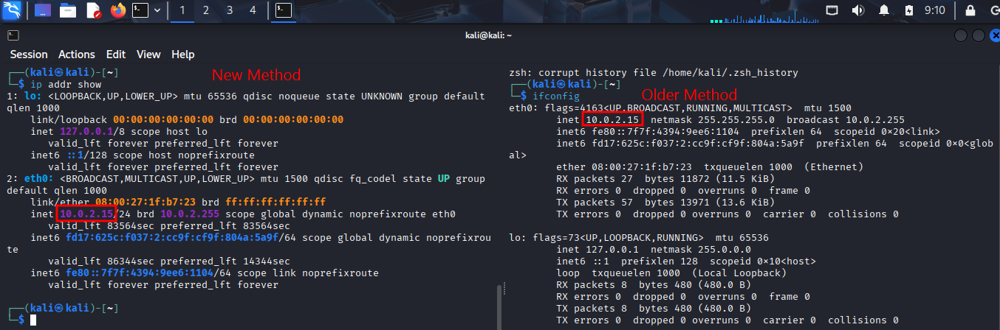 1 2 3 4 9:10
kali@kali: ~
Session Actions Edit View Help
┌──(kali㉿kali)-[~]
New Method
└─$ ip addr show
1: lo: <LOOPBACK,UP,LOWER_UP> mtu 65536 qdisc noqueue state UNKNOWN group default
qlen 1000
link/loopback 00:00:00:00:00:00 brd 00:00:00:00:00:00
inet 127.0.0.1/8 scope host lo
valid_lft forever preferred_lft forever
inet6 ::1/128 scope host noprefixroute
valid_lft forever preferred_lft forever
2: eth0: <BROADCAST,MULTICAST,UP,LOWER_UP> mtu 1500 qdisc fq_codel state UP group
default qlen 1000
link/ether 08:00:27:1f:b7:23 brd ff:ff:ff:ff:ff:ff
inet 10.0.2.15/24 brd 10.0.2.255 scope global dynamic noprefixroute eth0
valid_lft 83564sec preferred_lft 83564sec
inet6 fd17:625c:f037:2:cc9f:cf9f:804a:5a9f/64 scope global dynamic noprefixrou
te
valid_lft 86344sec preferred_lft 14344sec
inet6 fe80::7f7f:4394:9ee6:1104/64 scope link noprefixroute
valid_lft forever preferred_lft forever
┌──(kali㉿kali)-[~]
└─$
zsh: corrupt history file /home/kali/.zsh_history
┌──(kali㉿kali)-[~]
└─$ ifconfig
Older Method
eth0: flags=4163<UP,BROADCAST,RUNNING,MULTICAST> mtu 1500
inet 10.0.2.15 netmask 255.255.255.0 broadcast 10.0.2.255
inet6 fe80::7f7f:4394:9ee6:1104 prefixlen 64 scopeid 0×20<link>
inet6 fd17:625c:f037:2:cc9f:cf9f:804a:5a9f prefixlen 64 scopeid 0×0<glob
al>
ether 08:00:27:1f:b7:23 txqueuelen 1000 (Ethernet)
RX packets 27 bytes 11872 (11.5 KiB)
RX errors 0 dropped 0 overruns 0 frame 0
TX packets 57 bytes 13971 (13.6 KiB)
TX errors 0 dropped 0 overruns 0 carrier 0 collisions 0
lo: flags=73<UP,LOOPBACK,RUNNING> mtu 65536
inet 127.0.0.1 netmask 255.0.0.0
inet6 ::1 prefixlen 128 scopeid 0×10<host>
loop txqueuelen 1000 (Local Loopback)
RX packets 8 bytes 480 (480.0 B)
RX errors 0 dropped 0 overruns 0 frame 0
TX packets 8 bytes 480 (480.0 B)
TX errors 0 dropped 0 overruns 0 carrier 0 collisions 0